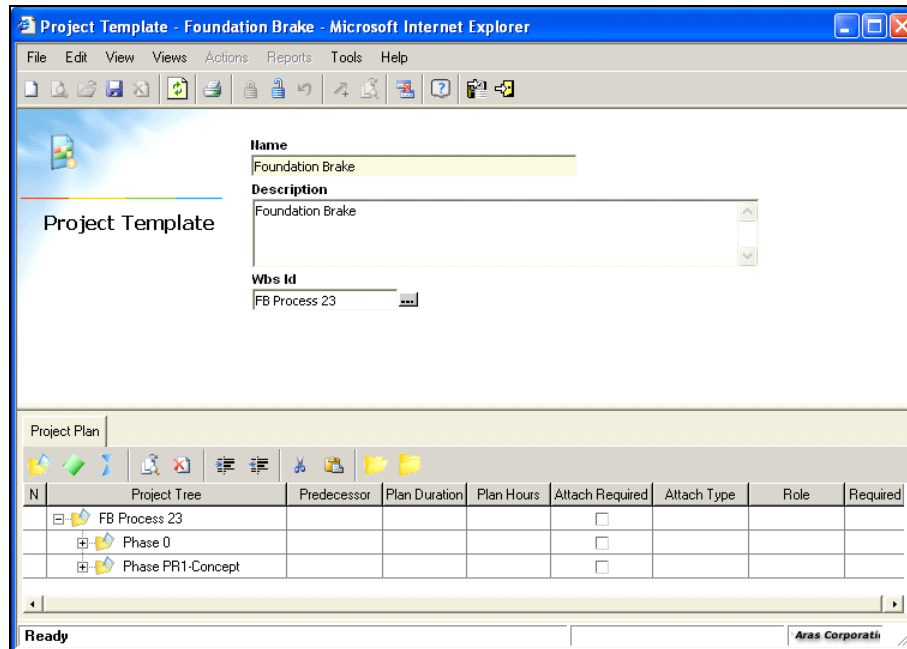 Project Template - Foundation Brake - Microsoft Internet Explorer
File Edit View Views Actions Reports Tools Help
Name
Foundation Brake
Description
Project Template
Foundation Brake
Wbs Id
FB Process 23 ...
Project Plan
N Project Tree Predecessor Plan Duration Plan Hours Attach Required Attach Type Role Required
FB Process 23
Phase 0
Phase PR1-Concept
Ready Aras Corporati